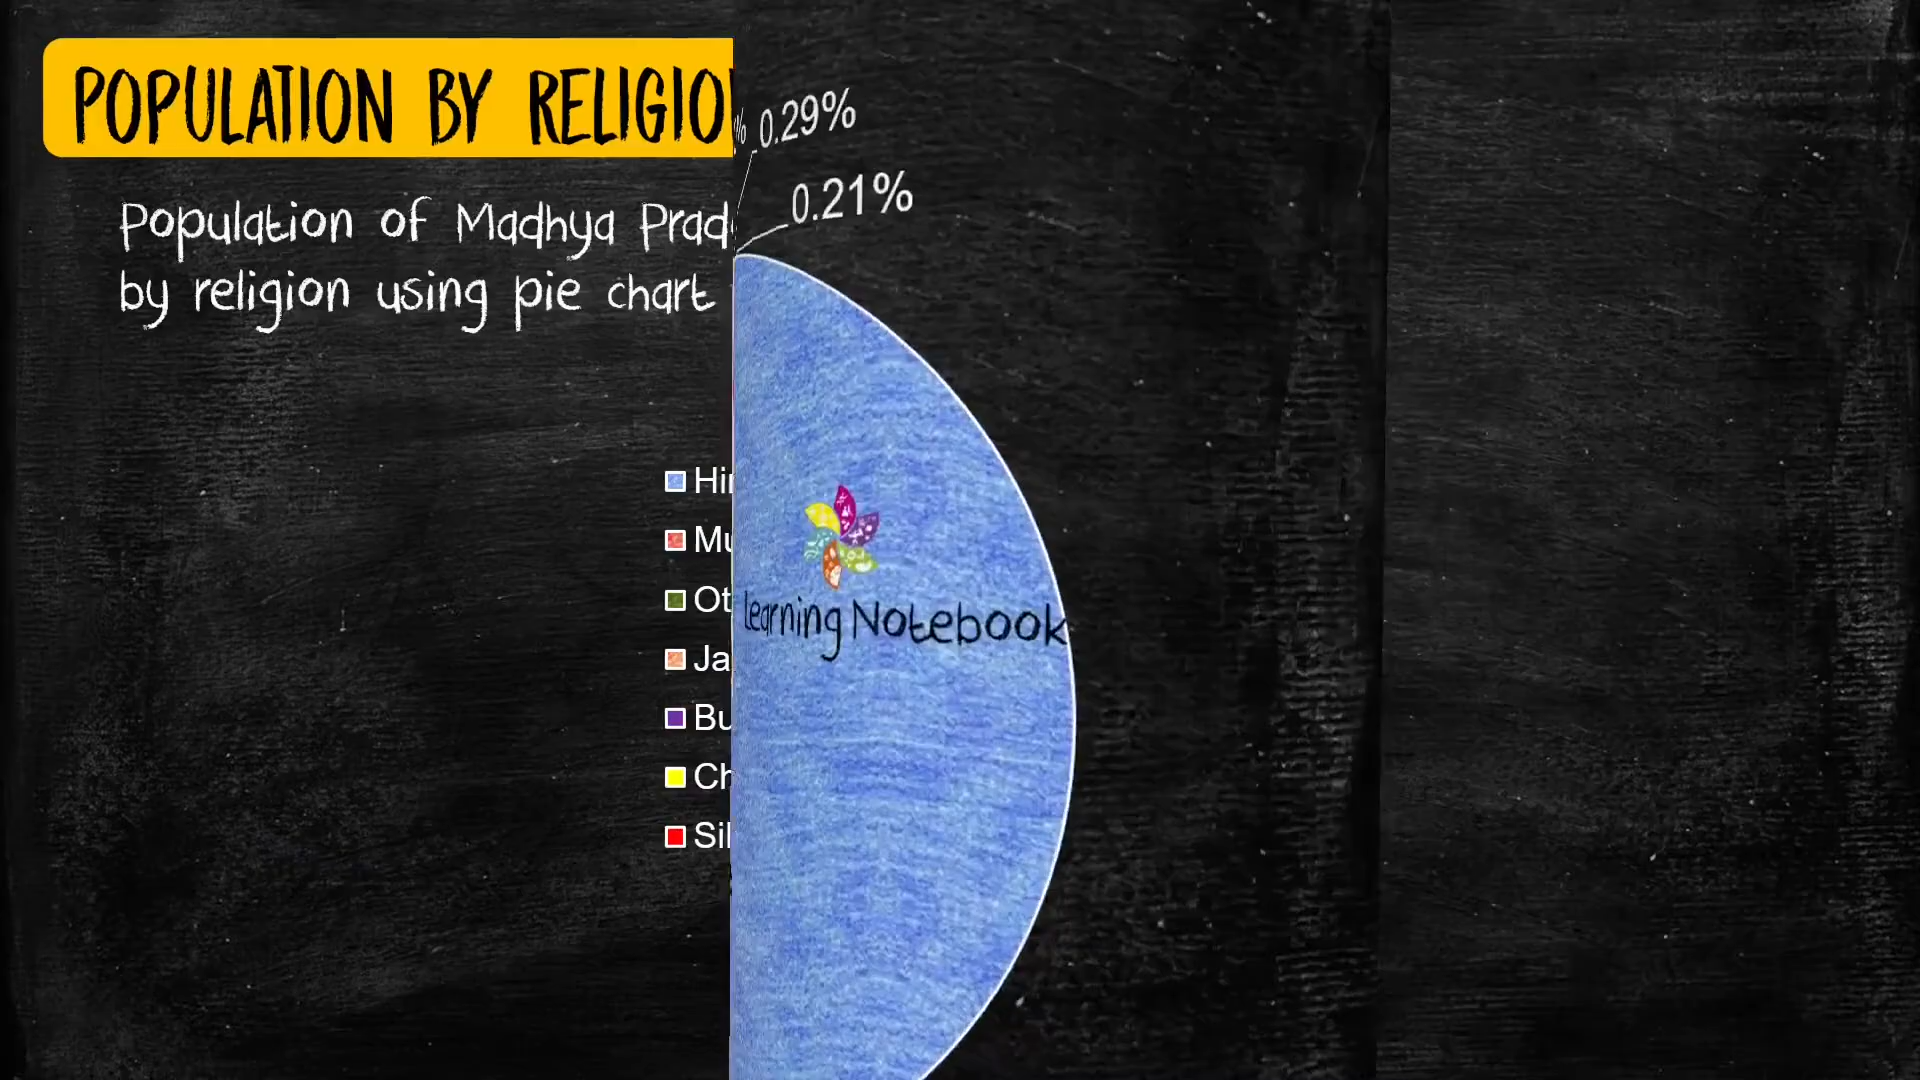 POPULATION BY RELIGIO
Population of Madhya Prad
by religion using pie chart
% 0.29%
0.21%
Hi
Mu
Ot
Ja
Bu
Ch
Si
Learning Notebook